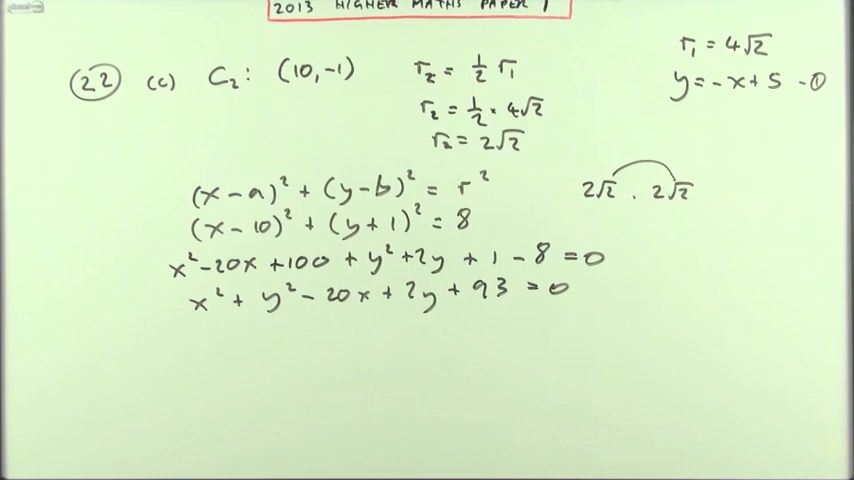 2013 HIGHER MATHS PAPER 1
r₁ = 4√2
y = -x + 5 - ①
(22) (c) C₂: (10, -1)
r₂ = 1/2 r₁
r₂ = 1/2 × 4√2
r₂ = 2√2
(x - a)² + (y - b)² = r²
2√2 . 2√2
(x - 10)² + (y + 1)² = 8
x² - 20x + 100 + y² + 2y + 1 - 8 = 0
x² + y² - 20x + 2y + 93 = 0